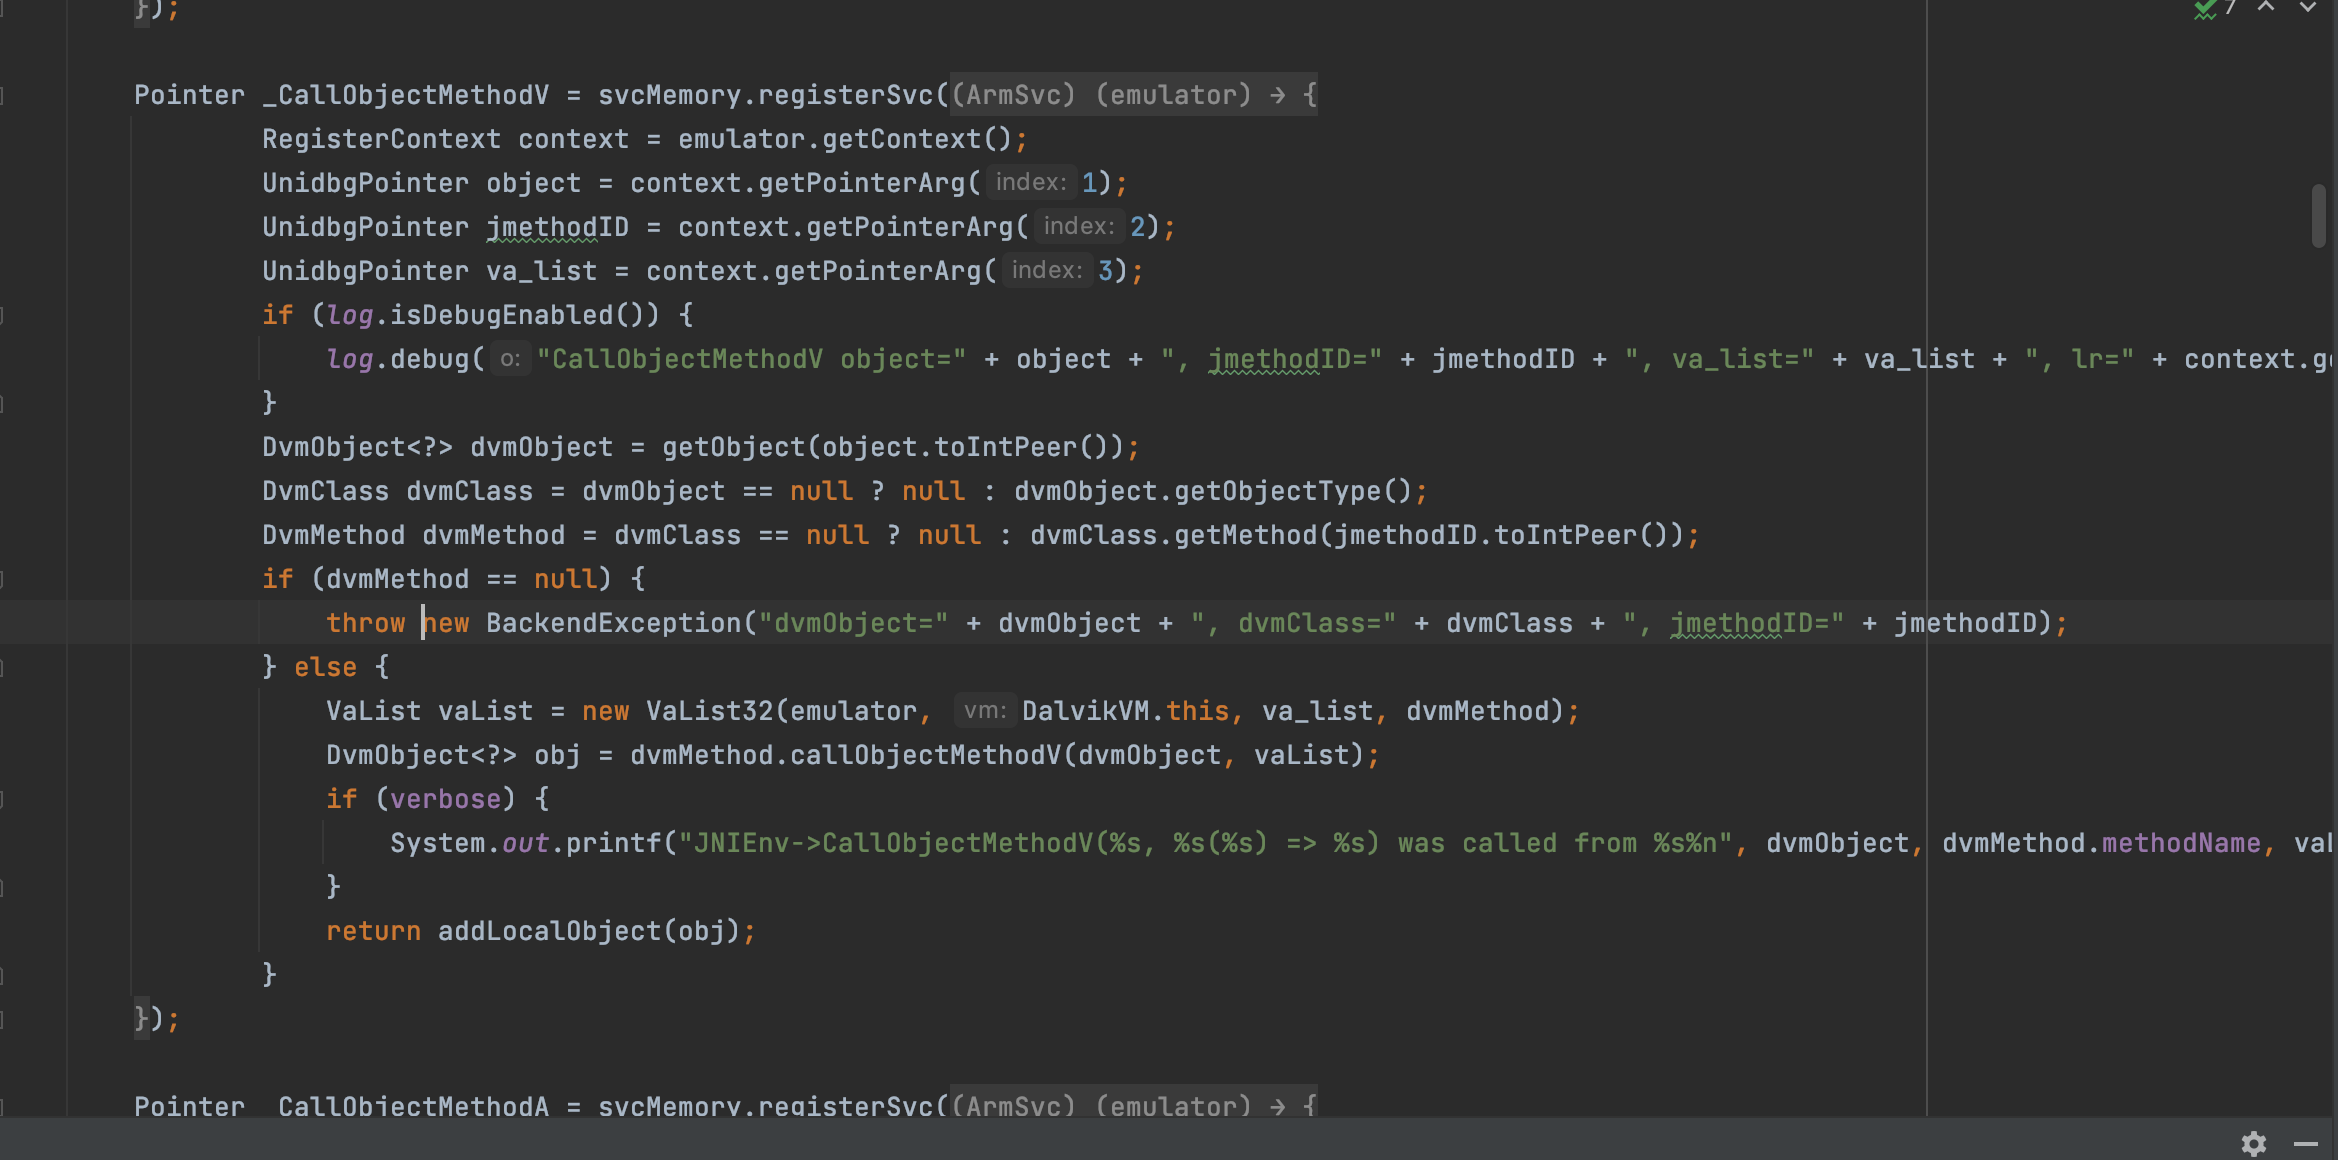 });
7
Pointer _CallObjectMethodV = svcMemory.registerSvc((ArmSvc) (emulator) → {
RegisterContext context = emulator.getContext();
UnidbgPointer object = context.getPointerArg( index: 1);
UnidbgPointer jmethodID = context.getPointerArg( index: 2);
UnidbgPointer va_list = context.getPointerArg( index: 3);
if (log.isDebugEnabled()) {
log.debug( o: "CallObjectMethodV object=" + object + ", jmethodID=" + jmethodID + ", va_list=" + va_list + ", lr=" + context.g
}
DvmObject<?> dvmObject = getObject(object.toIntPeer());
DvmClass dvmClass = dvmObject == null ? null : dvmObject.getObjectType();
DvmMethod dvmMethod = dvmClass == null ? null : dvmClass.getMethod(jmethodID.toIntPeer());
if (dvmMethod == null) {
throw new BackendException("dvmObject=" + dvmObject + ", dvmClass=" + dvmClass + ", jmethodID=" + jmethodID);
} else {
VaList vaList = new VaList32(emulator, vm: DalvikVM.this, va_list, dvmMethod);
DvmObject<?> obj = dvmMethod.callObjectMethodV(dvmObject, vaList);
if (verbose) {
System.out.printf("JNIEnv->CallObjectMethodV(%s, %s(%s) => %s) was called from %s%n", dvmObject, dvmMethod.methodName, val
}
return addLocalObject(obj);
}
});
Pointer _CallObjectMethodA = svcMemory.registerSvc((ArmSvc) (emulator) → {